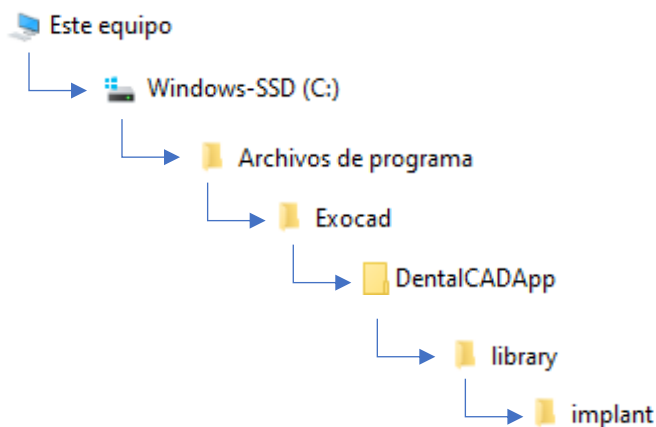 Este equipo
Windows-SSD (C:)
Archivos de programa
Exocad
DentalCADApp
library
implant